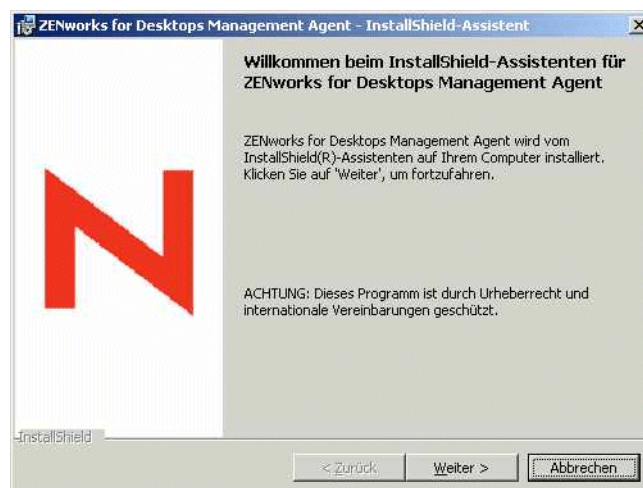 ZENworks for Desktops Management Agent - InstallShield-Assistent
Willkommen beim InstallShield-Assistenten für
ZENworks for Desktops Management Agent
ZENworks for Desktops Management Agent wird vom
InstallShield(R)-Assistenten auf Ihrem Computer installiert.
Klicken Sie auf 'Weiter', um fortzufahren.
ACHTUNG: Dieses Programm ist durch Urheberrecht und
internationale Vereinbarungen geschützt.
InstallShield
< Zurück
Weiter >
Abbrechen